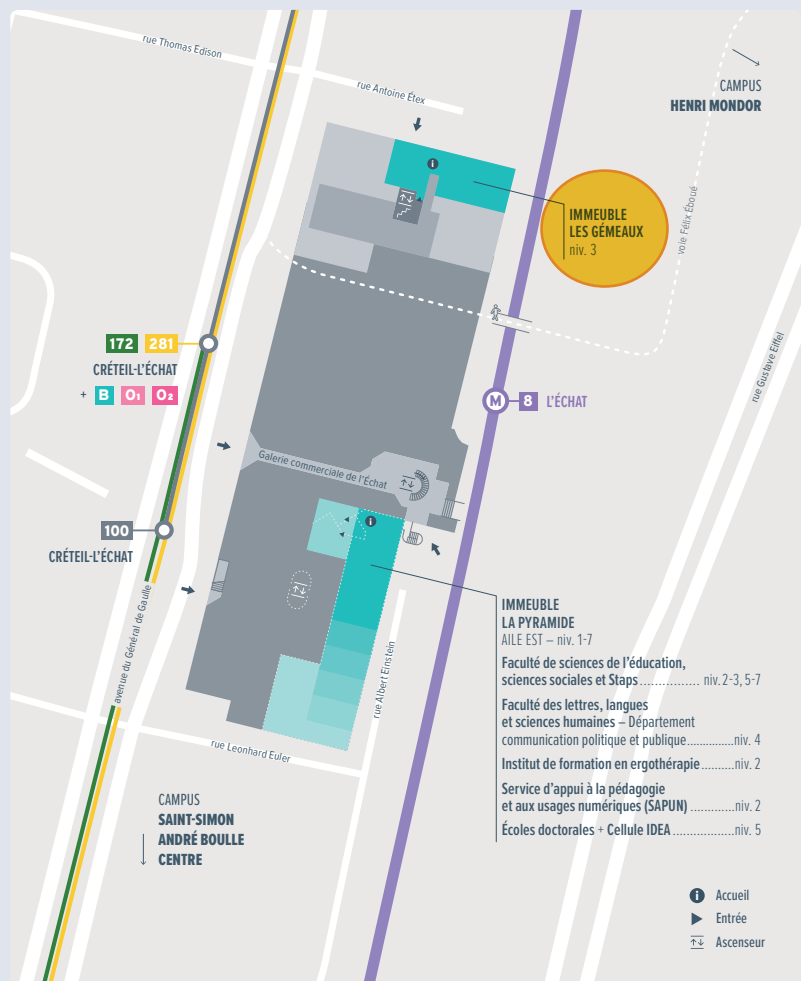 rue Thomas Edison
rue Antoine Étex
CAMPUS
HENRI MONDOR
i
IMMEUBLE
LES GÉMEAUX
niv. 3
voie Félix Éboué
rue Gustave Eiffel
172 281
CRÉTEIL-L'ÉCHAT
+ B O1 O2
M 8 L'ÉCHAT
Galerie commerciale de l'Échat
100
CRÉTEIL-L'ÉCHAT
i
avenue du Général de Gaulle
rue Albert Einstein
rue Leonhard Euler
IMMEUBLE
LA PYRAMIDE
AILE EST – niv. 1-7
Faculté de sciences de l'éducation,
sciences sociales et Staps ................ niv. 2-3, 5-7
Faculté des lettres, langues
et sciences humaines – Département
communication politique et publique.............niv. 4
Institut de formation en ergothérapie..........niv. 2
Service d'appui à la pédagogie
et aux usages numériques (SAPUN) ............niv. 2
Écoles doctorales + Cellule IDEA ..................niv. 5
CAMPUS
SAINT-SIMON
ANDRÉ BOULLE
CENTRE
i Accueil
Entrée
Ascenseur